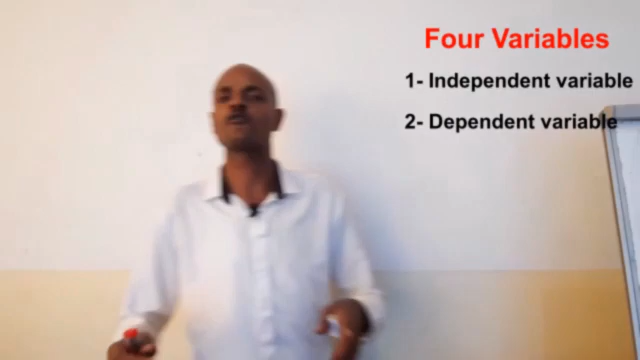 Four Variables
1- Independent variable
2- Dependent variable